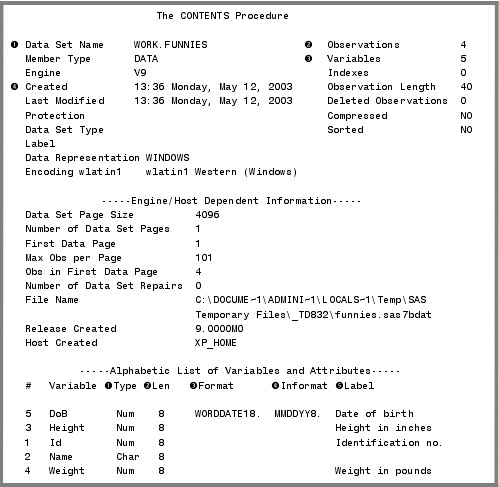 The CONTENTS Procedure
❶ Data Set Name WORK.FUNNIES ❷ Observations 4
Member Type DATA ❸ Variables 5
Engine V9 Indexes 0
❹ Created 13:36 Monday, May 12, 2003 Observation Length 40
Last Modified 13:36 Monday, May 12, 2003 Deleted Observations 0
Protection Compressed NO
Data Set Type Sorted NO
Label
Data Representation WINDOWS
Encoding wlatin1 wlatin1 Western (Windows)
-----Engine/Host Dependent Information-----
Data Set Page Size 4096
Number of Data Set Pages 1
First Data Page 1
Max Obs per Page 101
Obs in First Data Page 4
Number of Data Set Repairs 0
File Name C:\DOCUME~1\ADMINI~1\LOCALS~1\Temp\SAS
Temporary Files\_TD832\funnies.sas7bdat
Release Created 9.0000M0
Host Created XP_HOME
-----Alphabetic List of Variables and Attributes-----
# Variable ❶Type ❷Len ❸Format ❹Informat ❺Label
5 DoB Num 8 WORDDATE18. MMDDYY8. Date of birth
3 Height Num 8 Height in inches
1 Id Num 8 Identification no.
2 Name Char 8
4 Weight Num 8 Weight in pounds